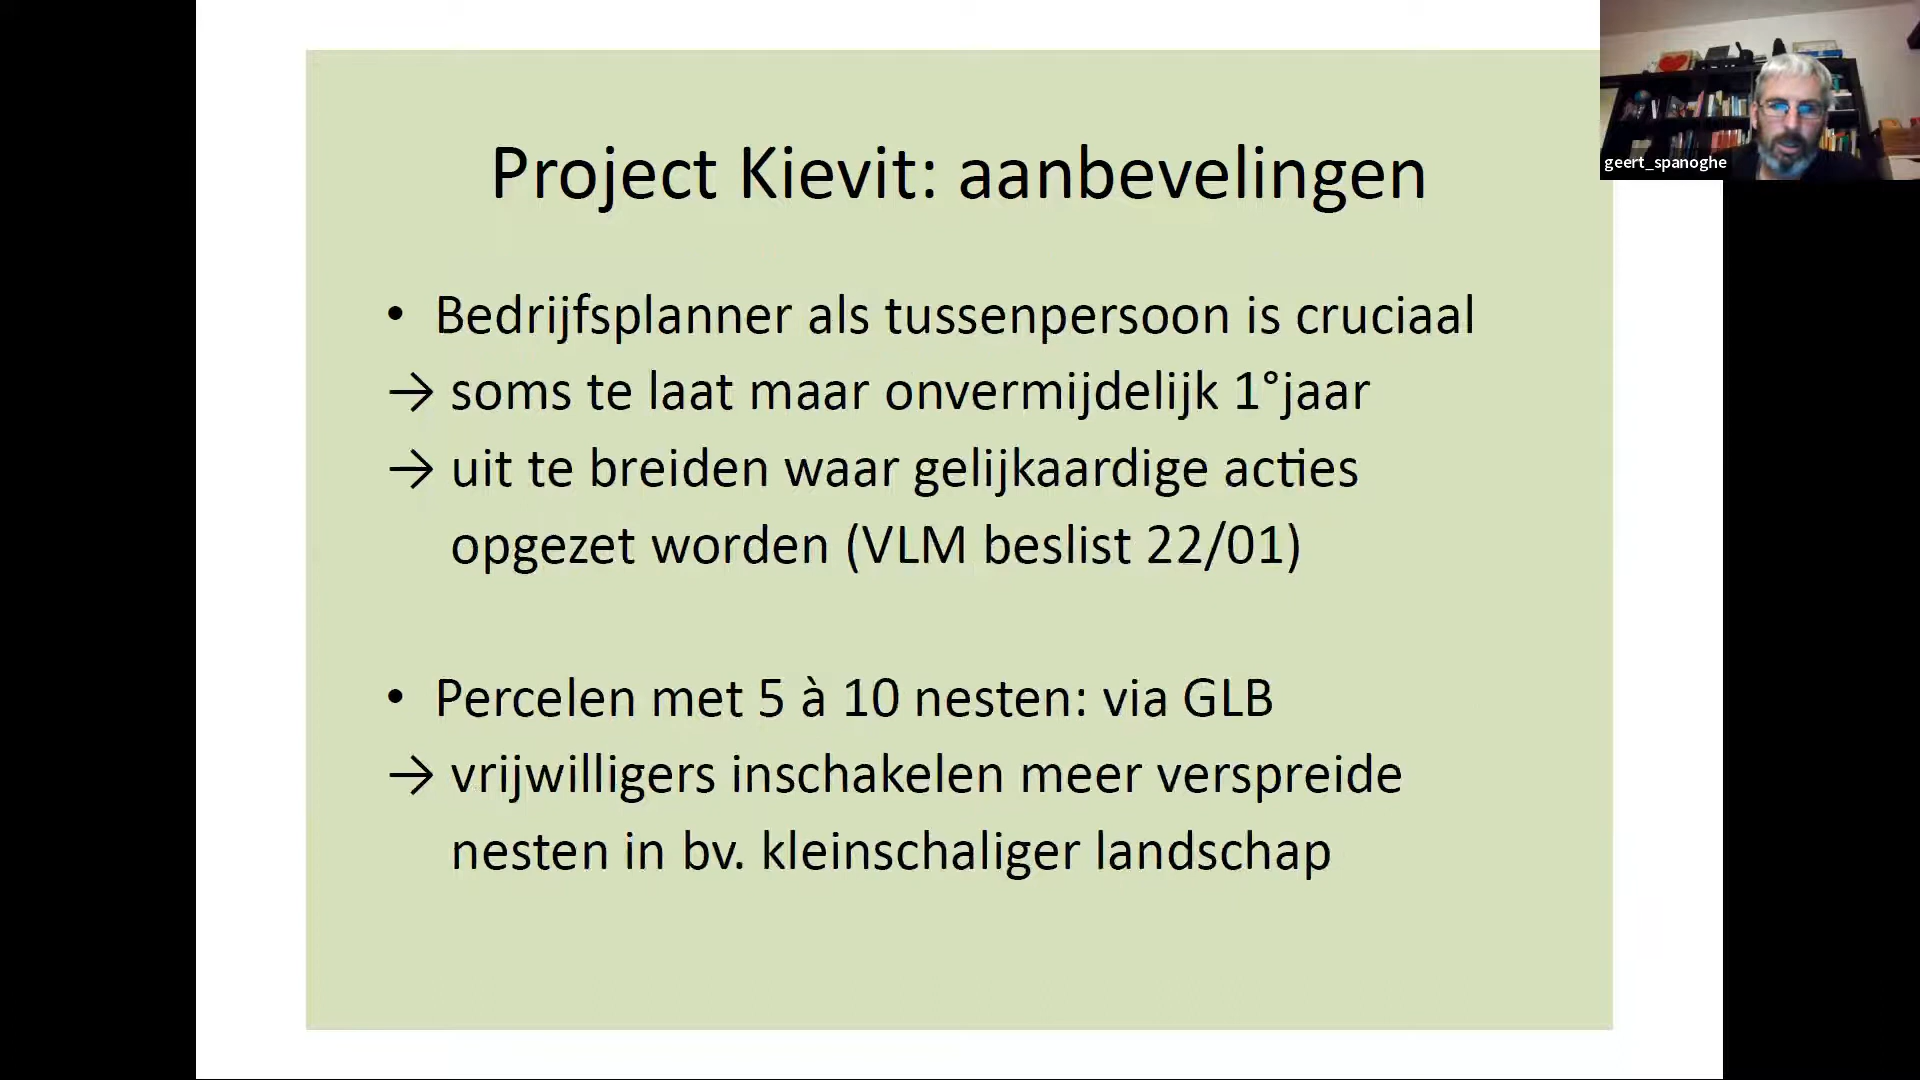 Project Kievit: aanbevelingen
• Bedrijfsplanner als tussenpersoon is cruciaal
→ soms te laat maar onvermijdelijk 1°jaar
→ uit te breiden waar gelijkaardige acties
opgezet worden (VLM beslist 22/01)
• Percelen met 5 à 10 nesten: via GLB
→ vrijwilligers inschakelen meer verspreide
nesten in bv. kleinschaliger landschap
geert_spanoghe